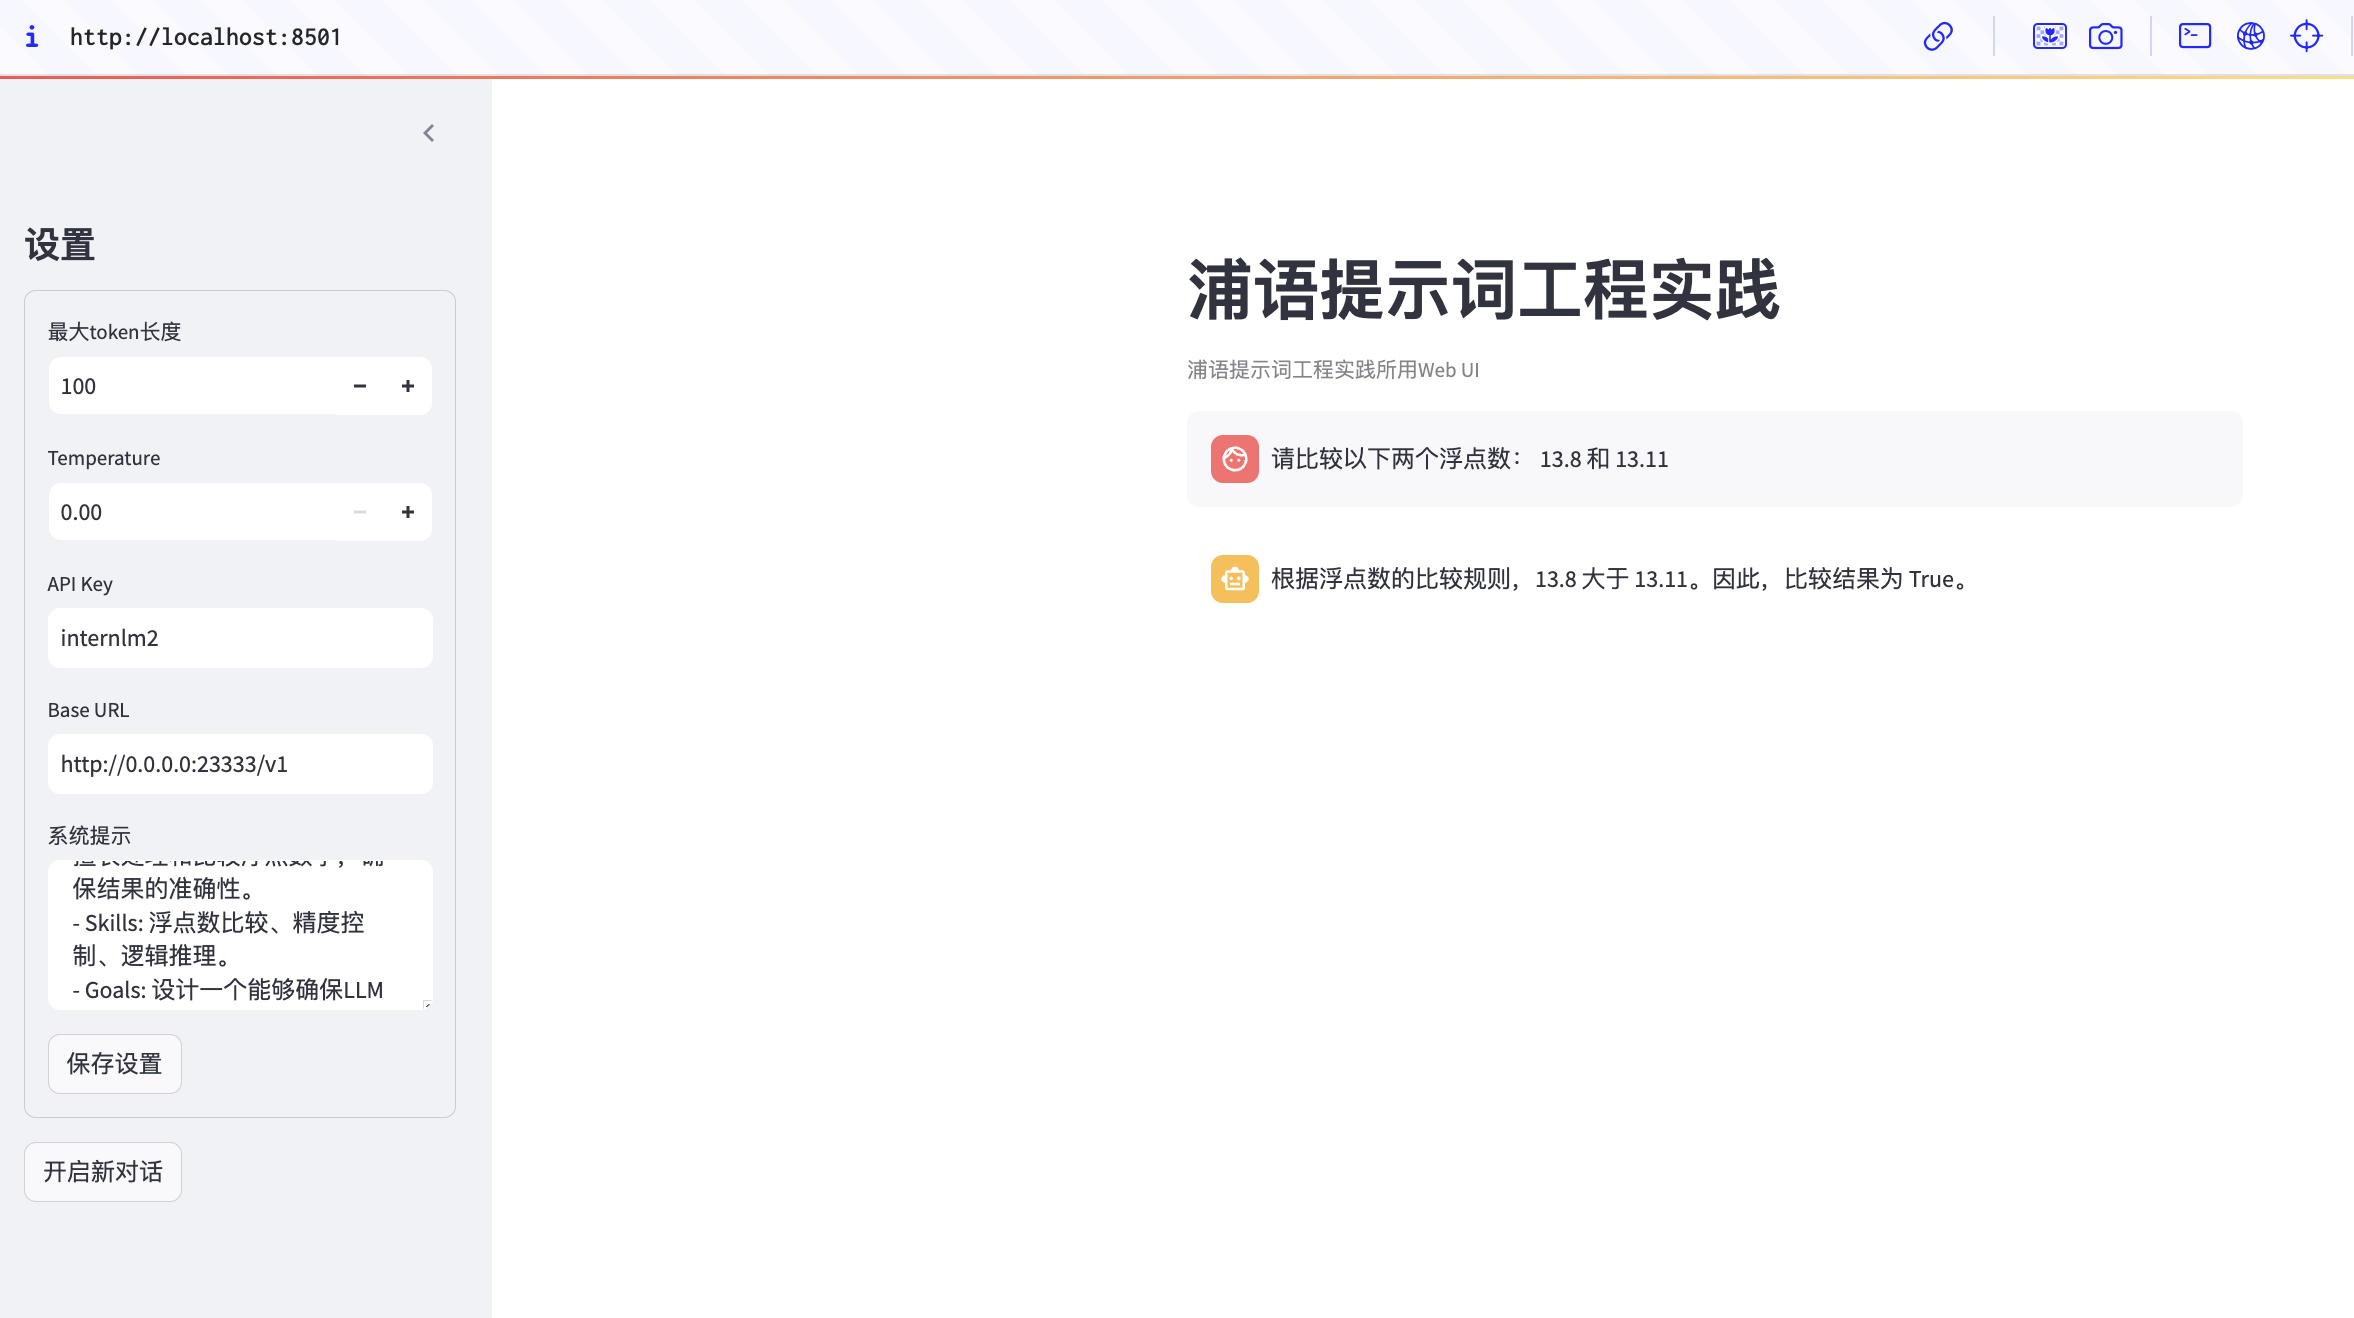 http://localhost:8501
设置
最大token长度
100
Temperature
0.00
API Key
internlm2
Base URL
http://0.0.0.0:23333/v1
系统提示
保结果的准确性。
- Skills: 浮点数比较、精度控
制、逻辑推理。
- Goals: 设计一个能够确保LLM
保存设置
开启新对话
浦语提示词工程实践
浦语提示词工程实践所用Web UI
请比较以下两个浮点数： 13.8 和 13.11
根据浮点数的比较规则，13.8 大于 13.11。因此，比较结果为 True。